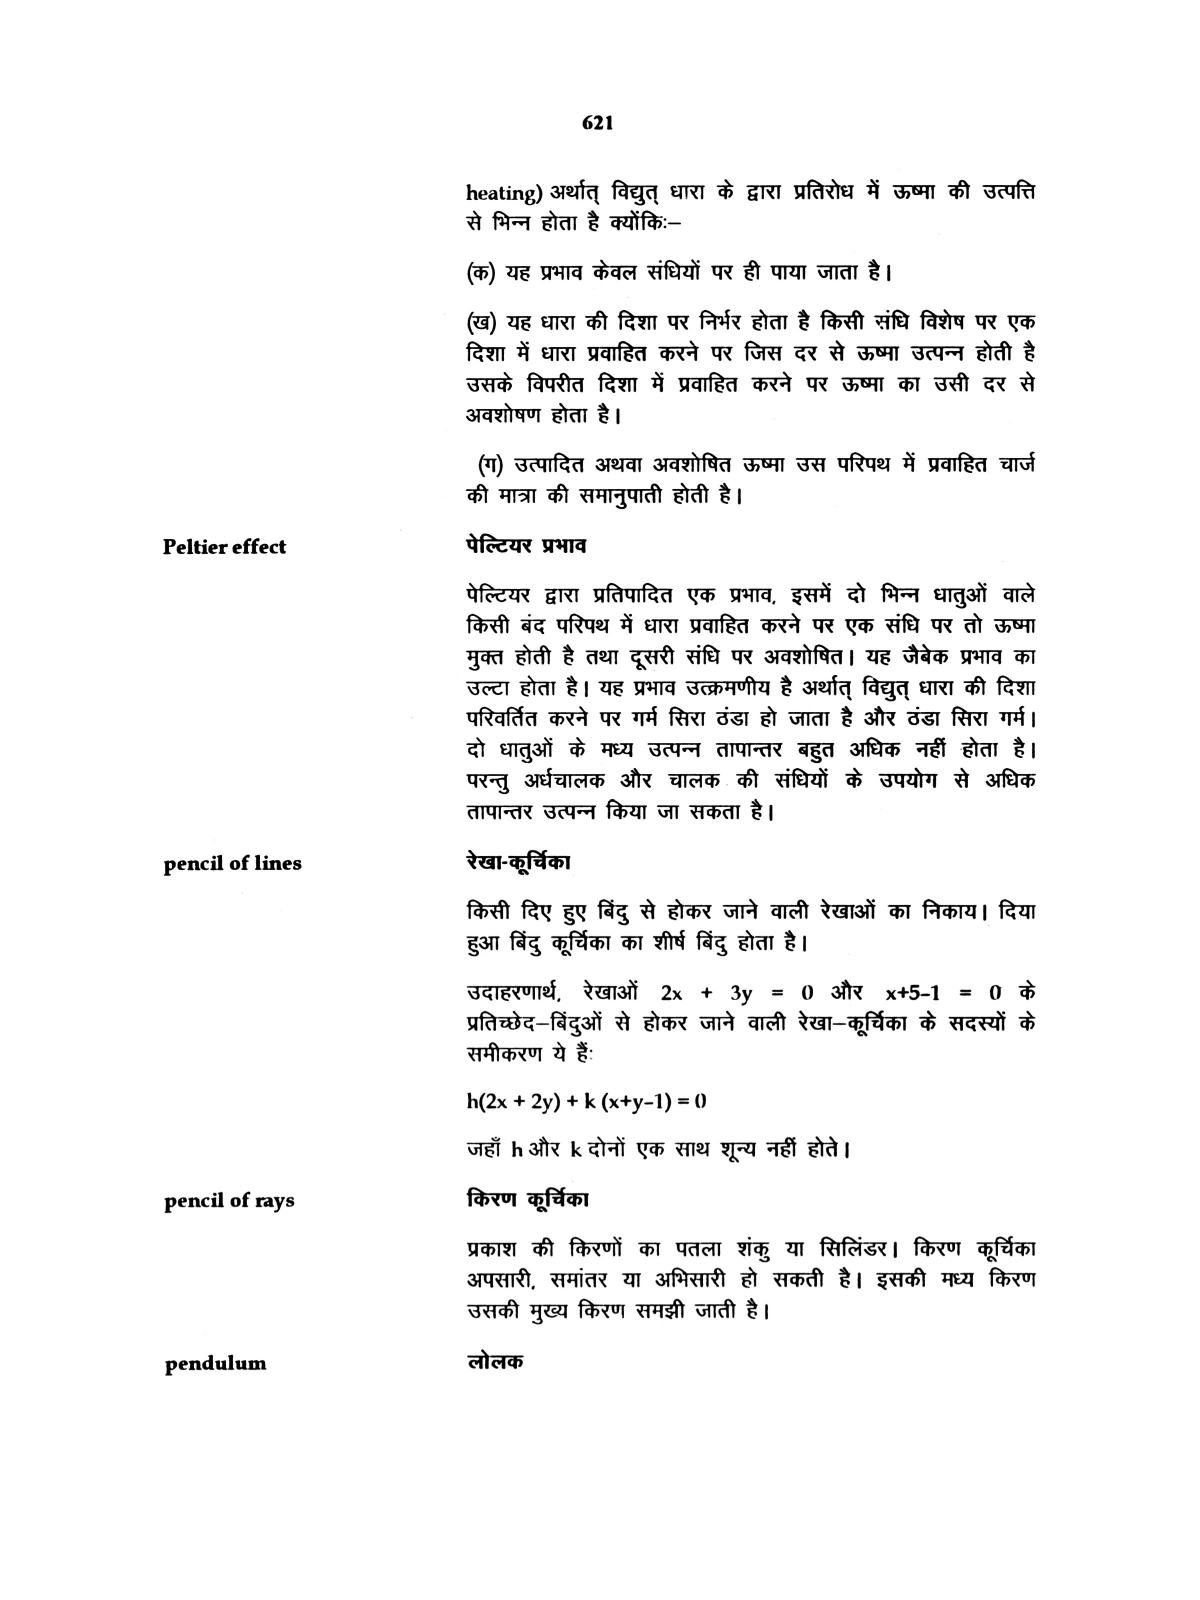 621
heating) अर्थात् विद्युत् धारा के द्वारा प्रतिरोध में ऊष्मा की उत्पत्ति
से भिन्न होता है क्योंकिः–
(क) यह प्रभाव केवल संधियों पर ही पाया जाता है।
(ख) यह धारा की दिशा पर निर्भर होता है किसी संधि विशेष पर एक
दिशा में धारा प्रवाहित करने पर जिस दर से ऊष्मा उत्पन्न होती है
उसके विपरीत दिशा में प्रवाहित करने पर ऊष्मा का उसी दर से
अवशोषण होता है।
(ग) उत्पादित अथवा अवशोषित ऊष्मा उस परिपथ में प्रवाहित चार्ज
की मात्रा की समानुपाती होती है।
Peltier effect पेल्टियर प्रभाव
पेल्टियर द्वारा प्रतिपादित एक प्रभाव, इसमें दो भिन्न धातुओं वाले
किसी बंद परिपथ में धारा प्रवाहित करने पर एक संधि पर तो ऊष्मा
मुक्त होती है तथा दूसरी संधि पर अवशोषित। यह जैबेक प्रभाव का
उल्टा होता है। यह प्रभाव उत्क्रमणीय है अर्थात् विद्युत् धारा की दिशा
परिवर्तित करने पर गर्म सिरा ठंडा हो जाता है और ठंडा सिरा गर्म।
दो धातुओं के मध्य उत्पन्न तापान्तर बहुत अधिक नहीं होता है।
परन्तु अर्धचालक और चालक की संधियों के उपयोग से अधिक
तापान्तर उत्पन्न किया जा सकता है।
pencil of lines रेखा-कूर्चिका
किसी दिए हुए बिंदु से होकर जाने वाली रेखाओं का निकाय। दिया
हुआ बिंदु कूर्चिका का शीर्ष बिंदु होता है।
उदाहरणार्थ, रेखाओं 2x + 3y = 0 और x+5–1 = 0 के
प्रतिच्छेद–बिंदुओं से होकर जाने वाली रेखा–कूर्चिका के सदस्यों के
समीकरण ये हैंः
h(2x + 2y) + k (x+y–1) = 0
जहाँ h और k दोनों एक साथ शून्य नहीं होते।
pencil of rays किरण कूर्चिका
प्रकाश की किरणों का पतला शंकु या सिलिंडर। किरण कूर्चिका
अपसारी, समांतर या अभिसारी हो सकती है। इसकी मध्य किरण
उसकी मुख्य किरण समझी जाती है।
pendulum लोलक